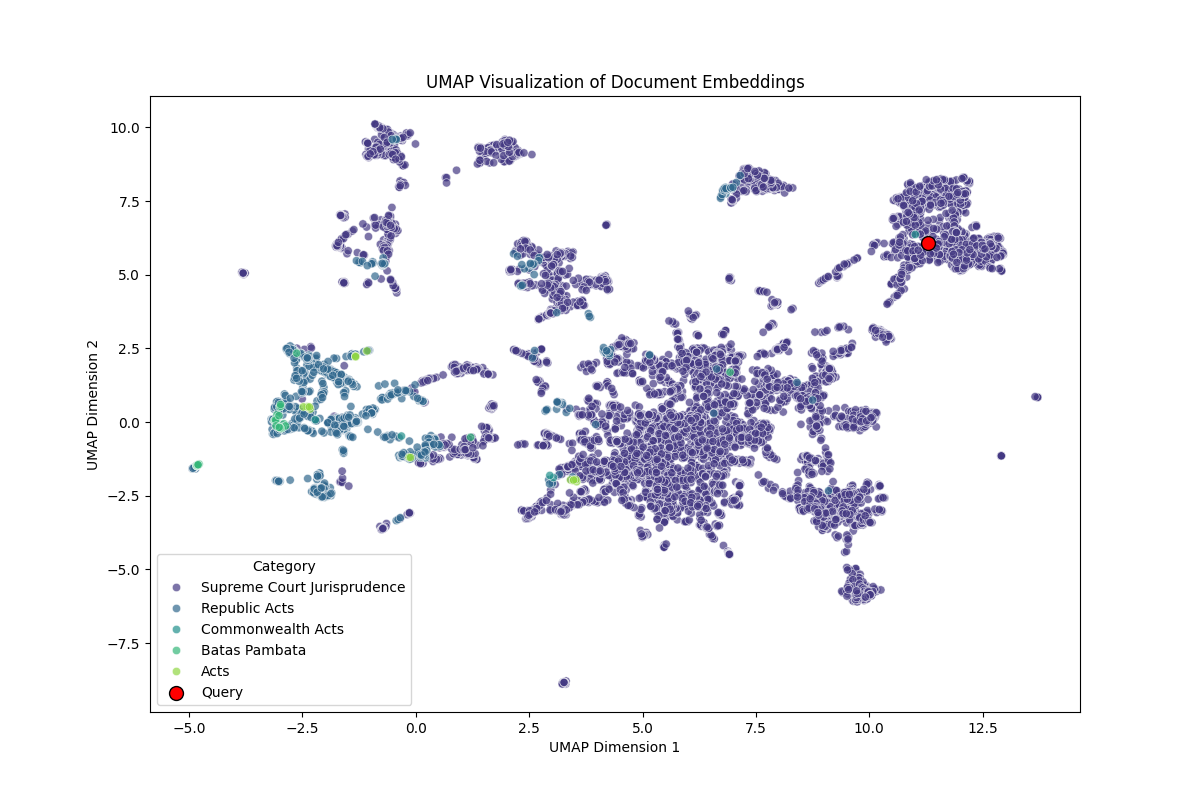 UMAP Visualization of Document Embeddings
UMAP Dimension 2
10.0
7.5
5.0
2.5
0.0
−2.5
−5.0
−7.5
Category
Supreme Court Jurisprudence
Republic Acts
Commonwealth Acts
Batas Pambata
Acts
Query
−5.0
−2.5
0.0
2.5
5.0
7.5
10.0
12.5
UMAP Dimension 1